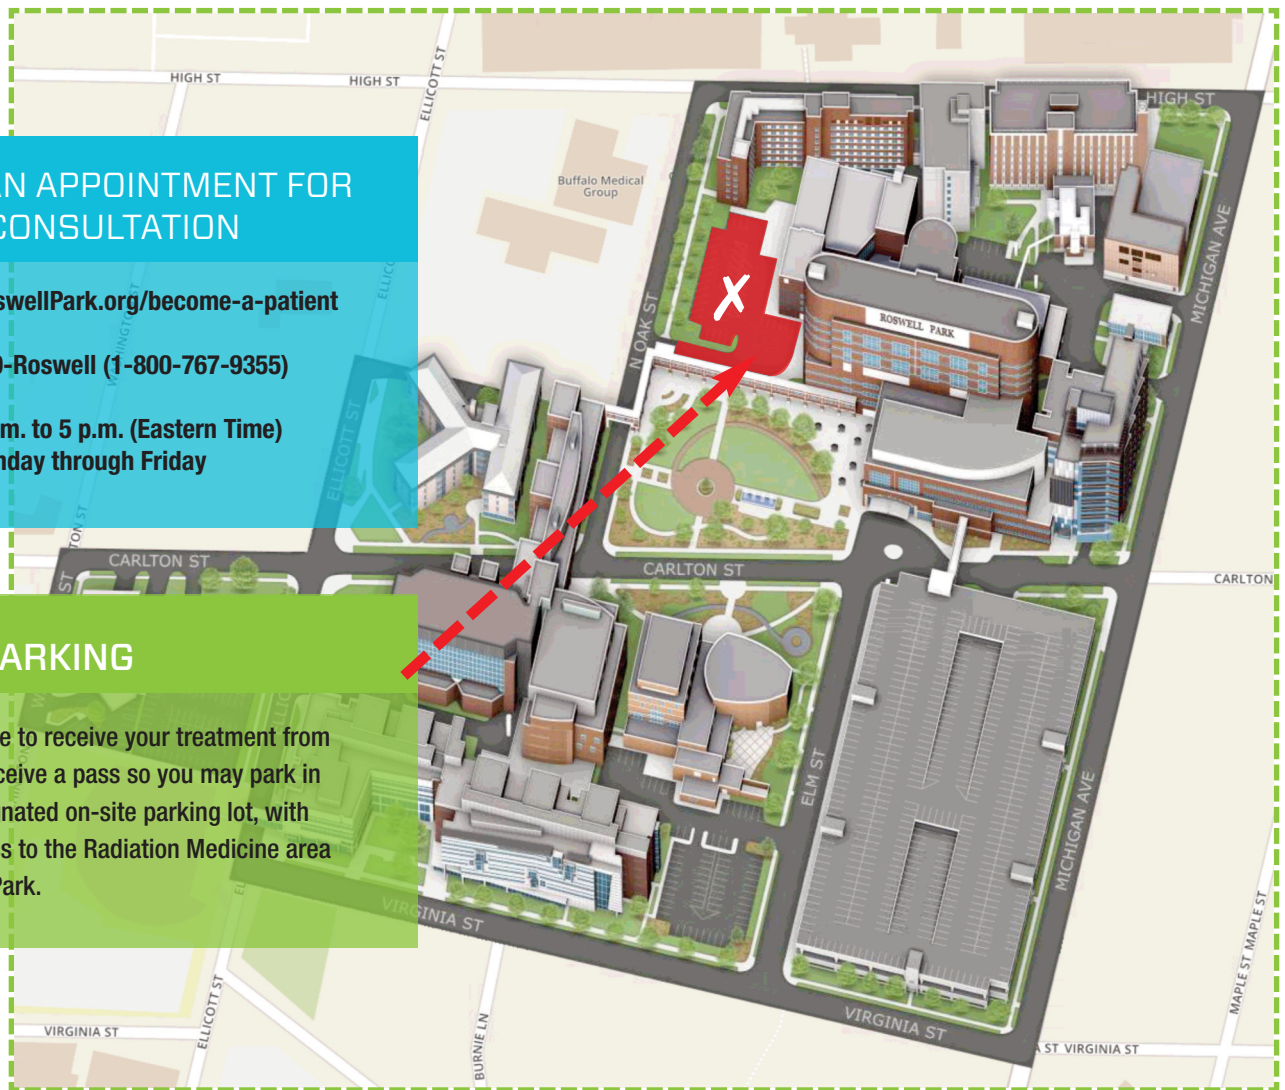 HIGH ST
HIGH ST
ELLICOTT ST
HIGH ST
Buffalo Medical
Group
AN APPOINTMENT FOR
CONSULTATION
swellPark.org/become-a-patient
0-Roswell (1-800-767-9355)
.m. to 5 p.m. (Eastern Time)
nday through Friday
MICHIGAN AVE
N OAK ST
X
ROSWELL PARK
ELLICOTT ST
CARLTON ST
CARLTON ST
CARLTON
ARKING
e to receive your treatment from
ceive a pass so you may park in
nated on-site parking lot, with
s to the Radiation Medicine area
Park.
ELM ST
MICHIGAN AVE
VIRGINIA ST
VIRGINIA ST
VIRGINIA ST
ELLICOTT ST
BURNIE LN
MAPLE ST
MAPLE ST
A ST
VIRGINIA ST